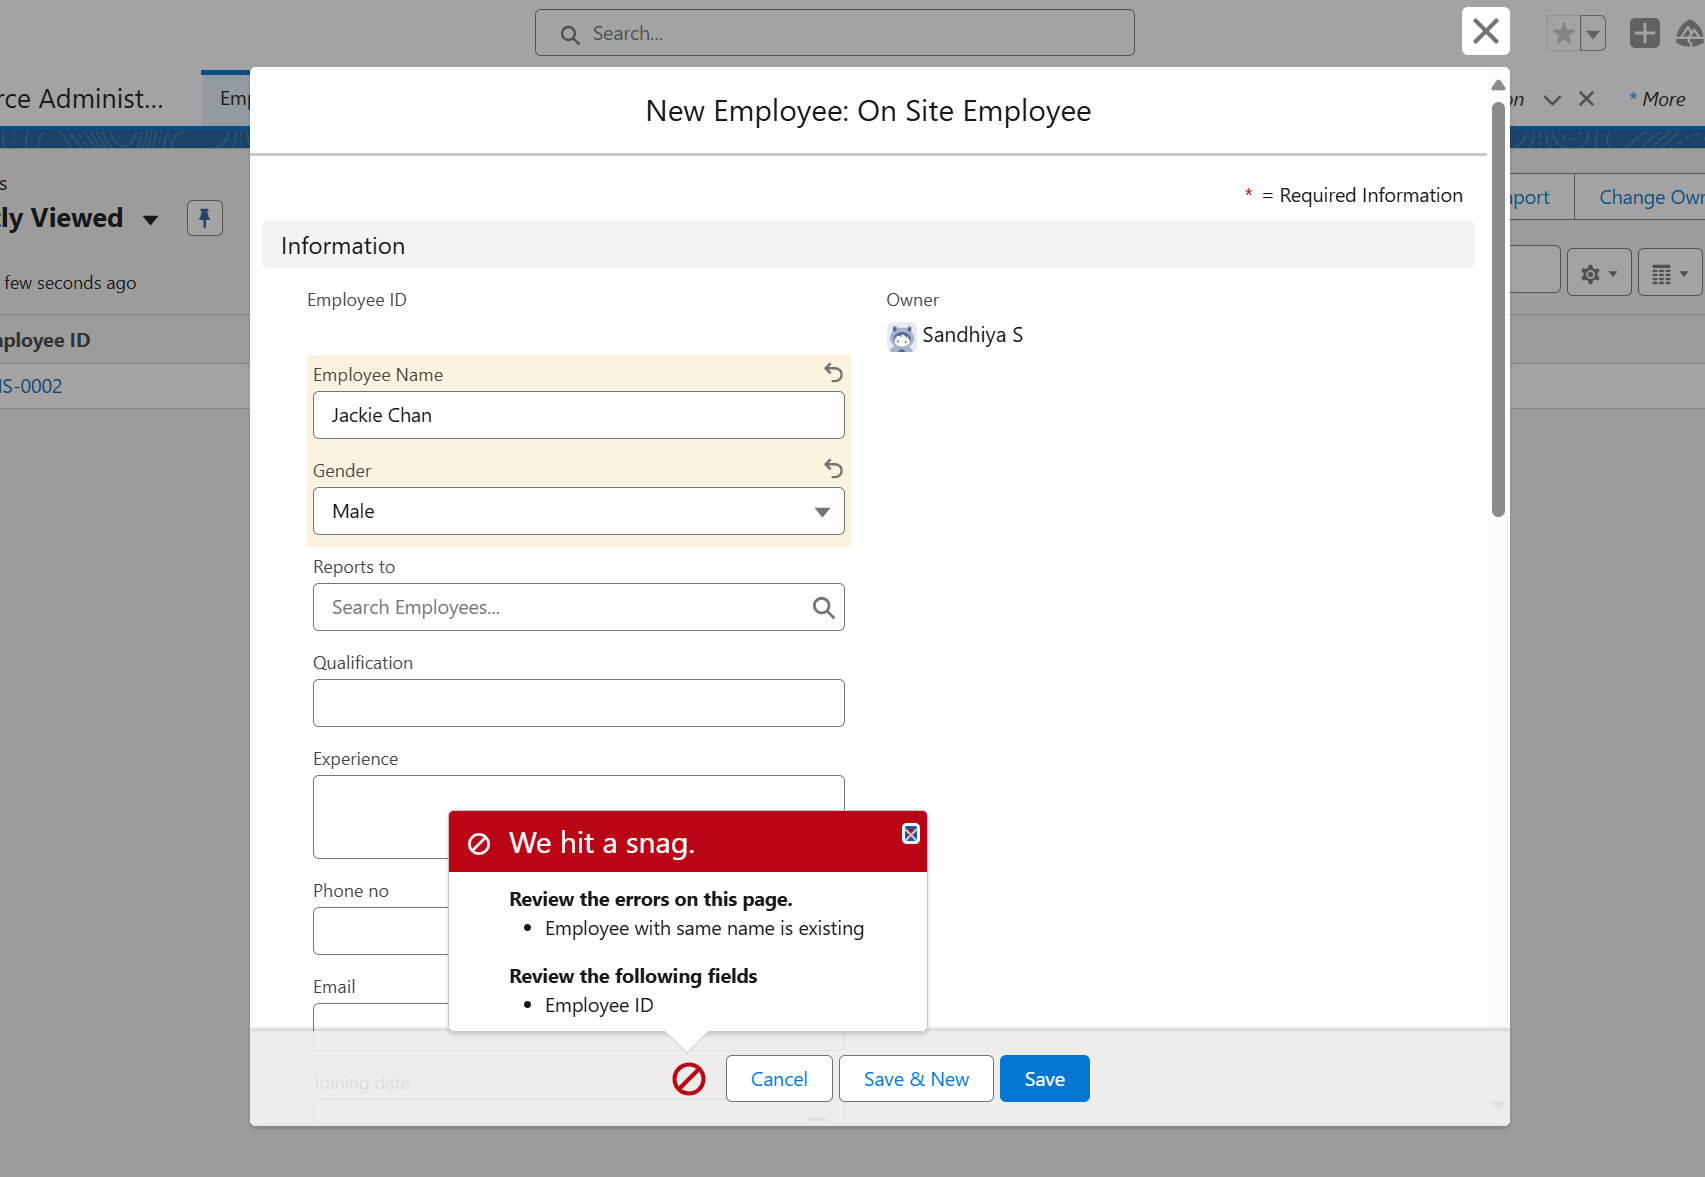 Search...
rce Administ...
Emp
on
* More
New Employee: On Site Employee
* = Required Information
s
ly Viewed
port
Change Owr
Information
few seconds ago
Employee ID
Owner
Sandhiya S
ployee ID
IS-0002
Employee Name
Jackie Chan
Gender
Male
Reports to
Search Employees...
Qualification
Experience
We hit a snag.
Review the errors on this page.
• Employee with same name is existing
Review the following fields
• Employee ID
Phone no
Email
Joining date
Cancel
Save & New
Save